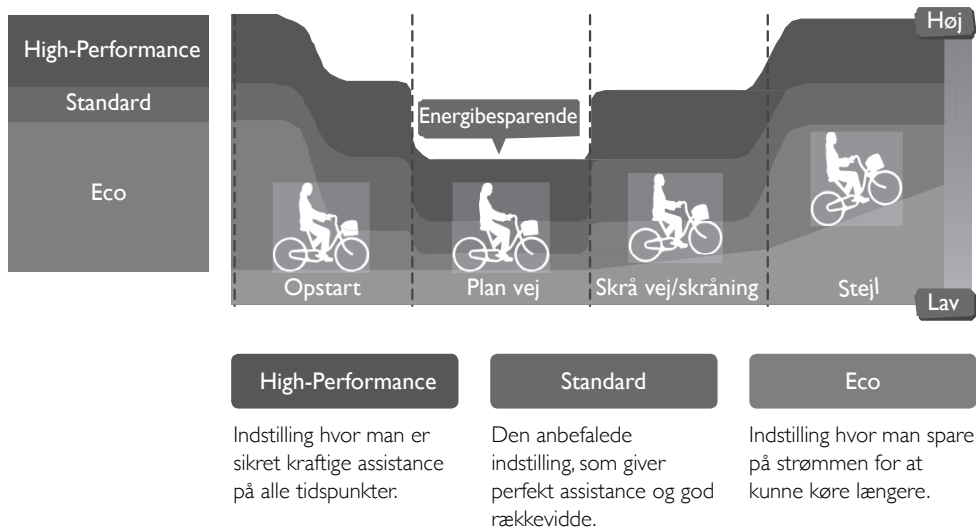 High-Performance
Standard
Eco
Høj
Energibesparende
Opstart
Plan vej
Skrå vej/skråning
Stejl
Lav
High-Performance
Indstilling hvor man er
sikret kraftige assistance
på alle tidspunkter.
Standard
Den anbefalede
indstilling, som giver
perfekt assistance og god
rækkevidde.
Eco
Indstilling hvor man spare
på strømmen for at
kunne køre længere.